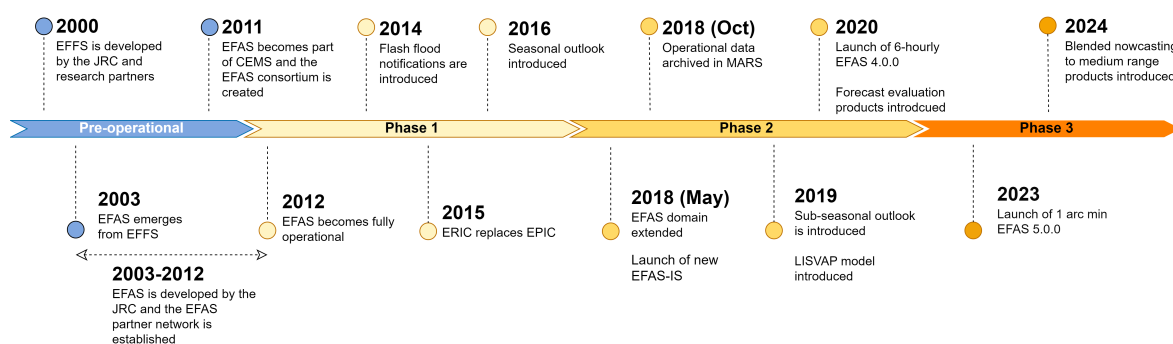 2000
EFFS is developed
by the JRC and
research partners
2011
EFAS becomes part
of CEMS and the
EFAS consortium is
created
2014
Flash flood
notifications are
introduced
2016
Seasonal outlook
introduced
2018 (Oct)
Operational data
archived in MARS
2020
Launch of 6-hourly
EFAS 4.0.0
Forecast evaluation
products introdcued
2024
Blended nowcasting
to medium range
products introduced
Pre-operational
Phase 1
Phase 2
Phase 3
2003
EFAS emerges
from EFFS
2003-2012
EFAS is developed by the
JRC and the EFAS
partner network is
established
2012
EFAS becomes fully
operational
2015
ERIC replaces EPIC
2018 (May)
EFAS domain
extended
Launch of new
EFAS-IS
2019
Sub-seasonal outlook
is introduced
LISVAP model
introduced
2023
Launch of 1 arc min
EFAS 5.0.0